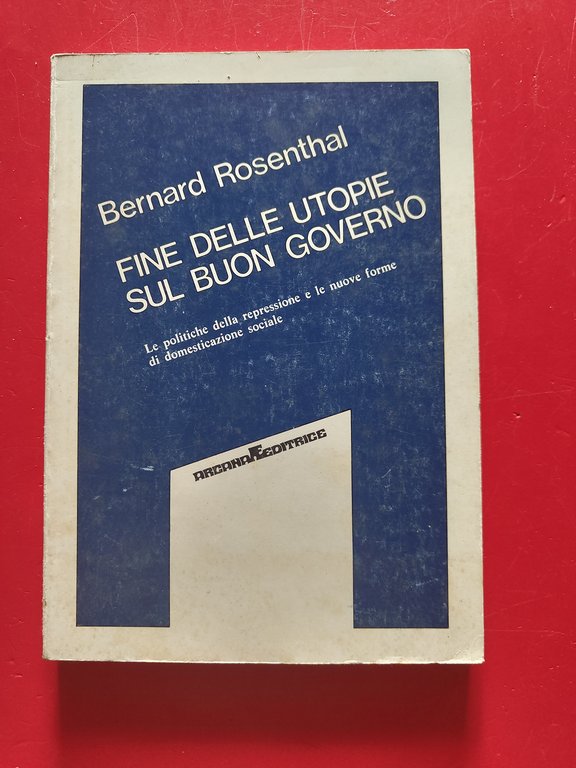 Bernard Rosenthal
FINE DELLE UTOPIE
SUL BUON GOVERNO
Le politiche della repressione e le nuove forme
di domesticazione sociale
ARCANA EDITRICE